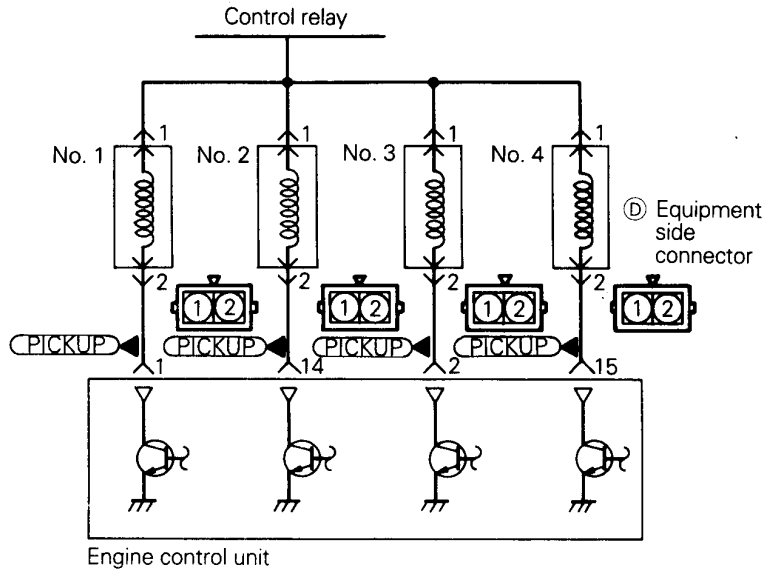 Control relay
1 1 1 1
No. 1 No. 2 No. 3 No. 4
Ⓓ Equipment
side
connector
2 2 2 2
① ② ① ② ① ② ① ②
PICKUP PICKUP PICKUP PICKUP
1 14 2 15
Engine control unit